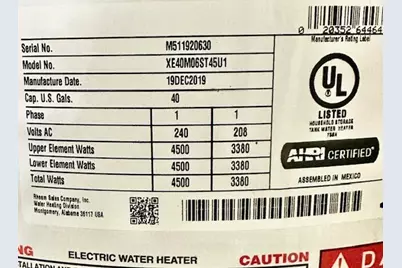 0 20352 64464
Manufacturer's Rating Label
Serial No. M511920630
Model No. XE40M06ST45U1
Manufacture Date 19DEC2019
Cap. U.S. Gals. 40
Phase 1 1
Volts AC 240 208
Upper Element Watts 4500 3380
Lower Element Watts 4500 3380
Total Watts 4500 3380
UL
LISTED
HOUSEHOLD STORAGE
TANK WATER HEATER
AHRI CERTIFIED
ASSEMBLED IN MEXICO
Rheem Sales Company, Inc.
Water Heating Division
Montgomery, Alabama 36117 USA
ELECTRIC WATER HEATER